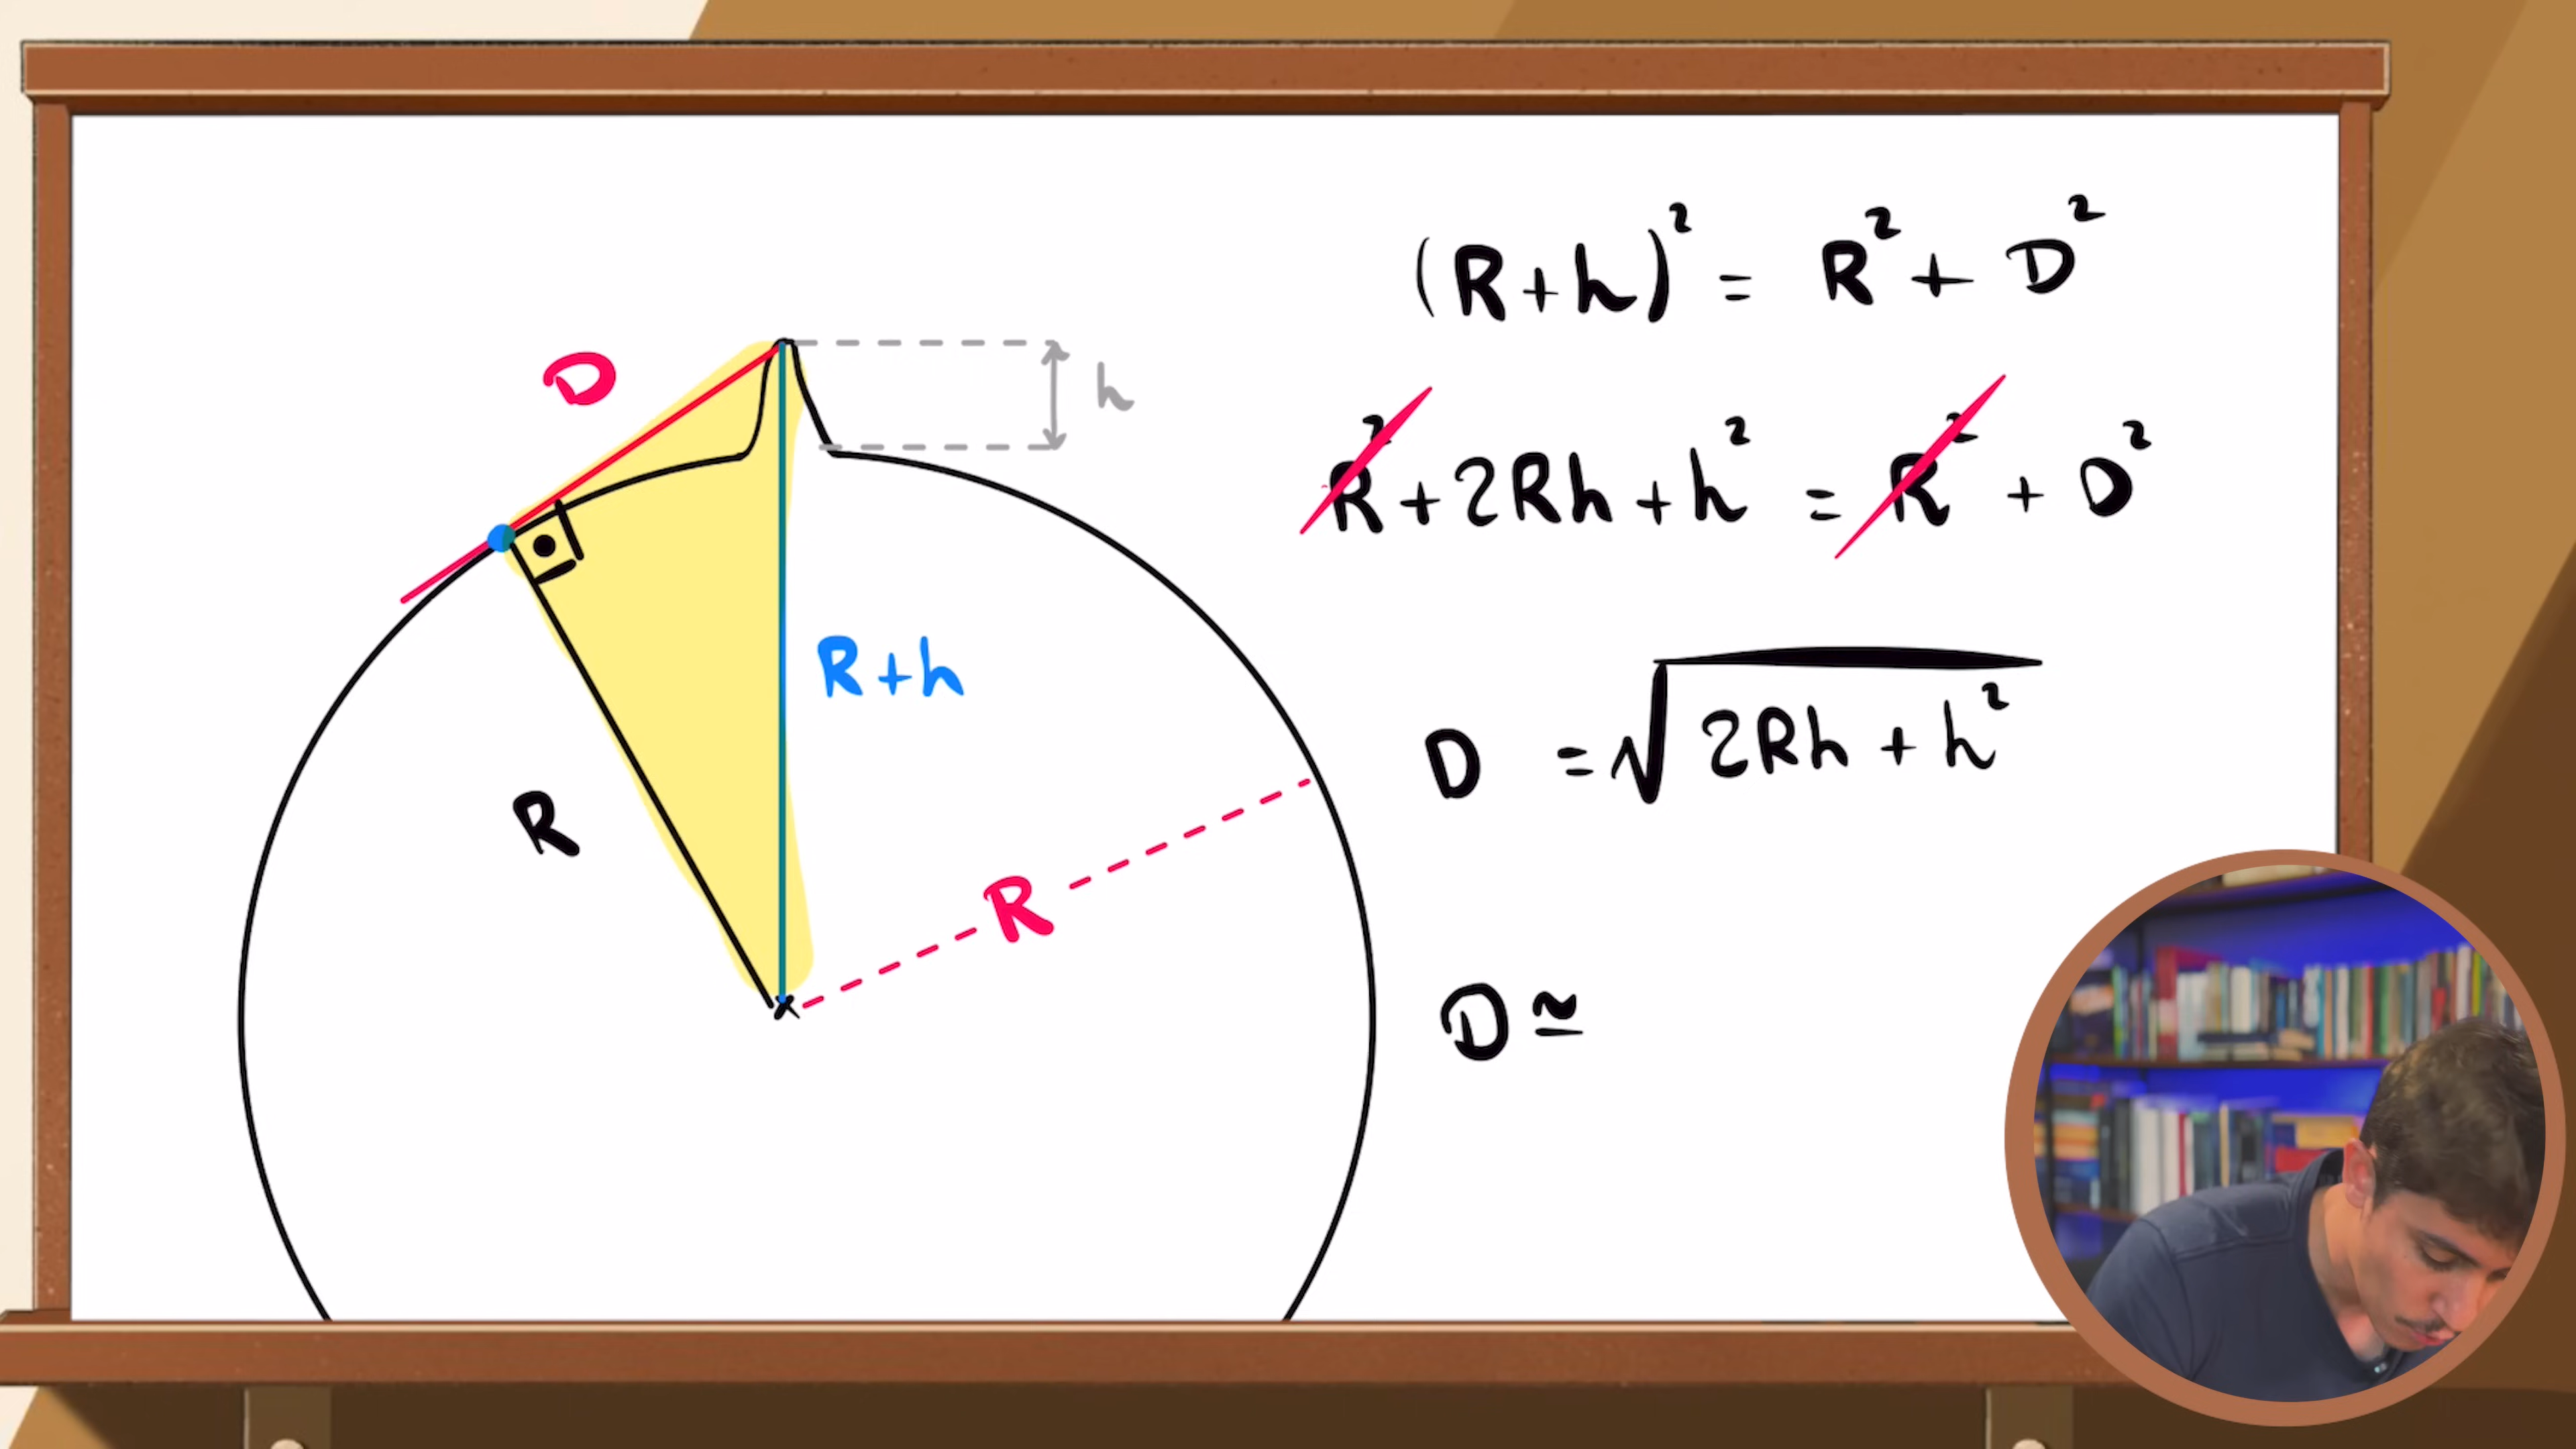 (R+h)² = R² + D²
R² + 2Rh + h² = R² + D²
D = √2Rh + h²
D ≅
D
h
R+h
R
R